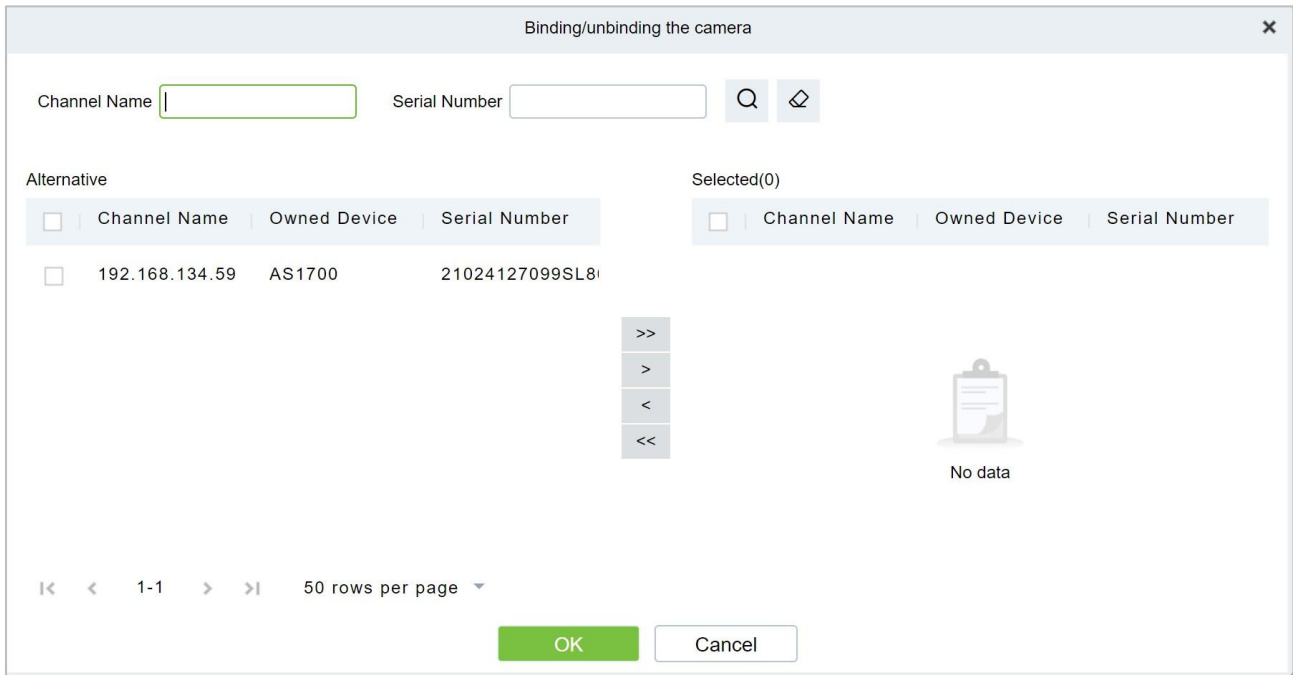 Binding/unbinding the camera
Channel Name Serial Number
Alternative Selected(0)
Channel Name Owned Device Serial Number Channel Name Owned Device Serial Number
192.168.134.59 AS1700 21024127099SL8
>>
>
<
<<
No data
1-1 50 rows per page
OK Cancel